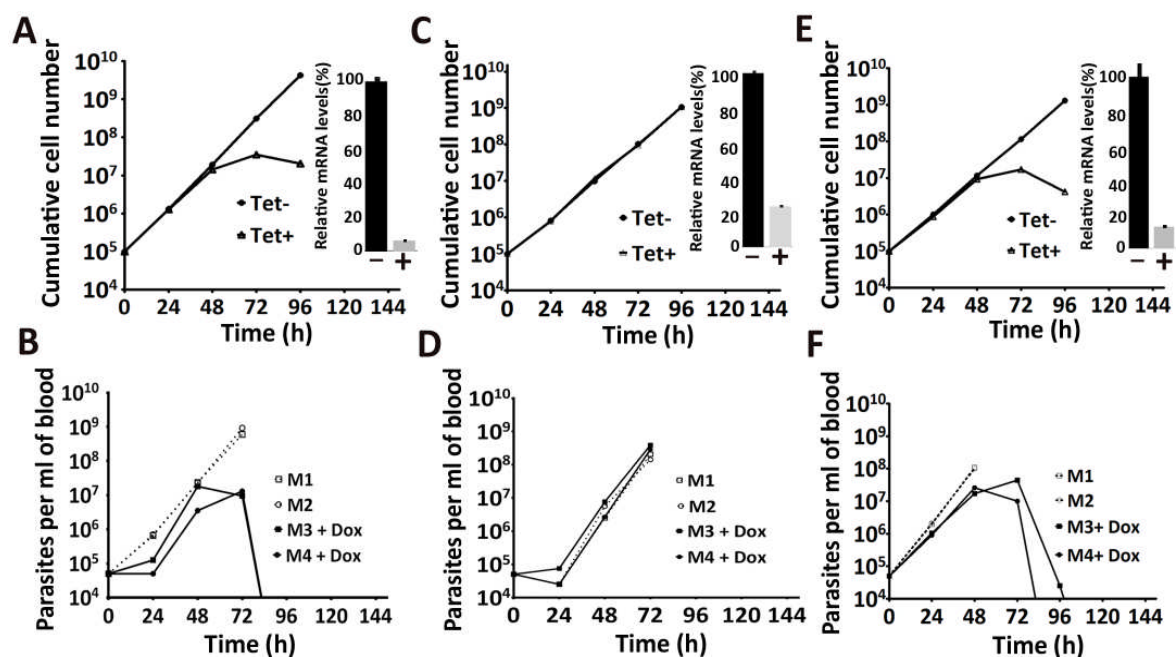 A
Cumulative cell number
10¹⁰
10⁹
10⁸
10⁷
10⁶
10⁵
10⁴
Tet-
Tet+
0 24 48 72 96 120 144
Time (h)
Relative mRNA levels(%)
100
80
60
40
20
0
– +
C
Cumulative cell number
10¹⁰
10⁹
10⁸
10⁷
10⁶
10⁵
10⁴
Tet-
Tet+
0 24 48 72 96 120 144
Time (h)
Relative mRNA levels(%)
100
80
60
40
20
0
– +
E
Cumulative cell number
10¹⁰
10⁹
10⁸
10⁷
10⁶
10⁵
10⁴
Tet-
Tet+
0 24 48 72 96 120 144
Time (h)
Relative mRNA levels(%)
100
80
60
40
20
0
– +
B
Parasites per ml of blood
10¹⁰
10⁹
10⁸
10⁷
10⁶
10⁵
10⁴
M1
M2
M3 + Dox
M4 + Dox
0 24 48 72 96 120 144
Time (h)
D
Parasites per ml of blood
10¹⁰
10⁹
10⁸
10⁷
10⁶
10⁵
10⁴
M1
M2
M3 + Dox
M4 + Dox
0 24 48 72 96 120 144
Time (h)
F
Parasites per ml of blood
10¹⁰
10⁹
10⁸
10⁷
10⁶
10⁵
10⁴
M1
M2
M3+ Dox
M4+ Dox
0 24 48 72 96 120 144
Time (h)